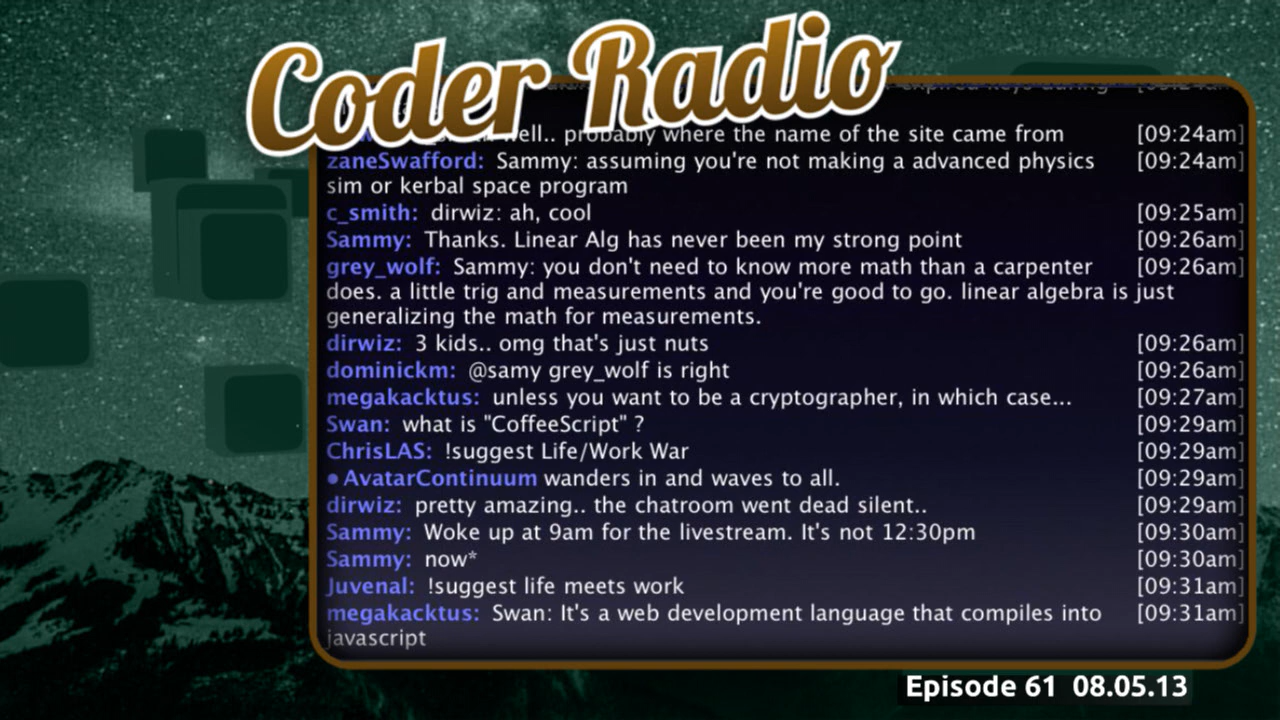 Coder Radio
expired keys during
well.. probably where the name of the site came from [09:24am]
zaneSwafford: Sammy: assuming you're not making a advanced physics [09:24am]
sim or kerbal space program
c_smith: dirwiz: ah, cool [09:25am]
Sammy: Thanks. Linear Alg has never been my strong point [09:26am]
grey_wolf: Sammy: you don't need to know more math than a carpenter [09:26am]
does. a little trig and measurements and you're good to go. linear algebra is just
generalizing the math for measurements.
dirwiz: 3 kids.. omg that's just nuts [09:26am]
dominickm: @samy grey_wolf is right [09:26am]
megakacktus: unless you want to be a cryptographer, in which case... [09:27am]
Swan: what is "CoffeeScript" ? [09:29am]
ChrisLAS: !suggest Life/Work War [09:29am]
• AvatarContinuum wanders in and waves to all. [09:29am]
dirwiz: pretty amazing.. the chatroom went dead silent.. [09:29am]
Sammy: Woke up at 9am for the livestream. It's not 12:30pm [09:30am]
Sammy: now* [09:30am]
Juvenal: !suggest life meets work [09:31am]
megakacktus: Swan: It's a web development language that compiles into [09:31am]
javascript
Episode 61 08.05.13